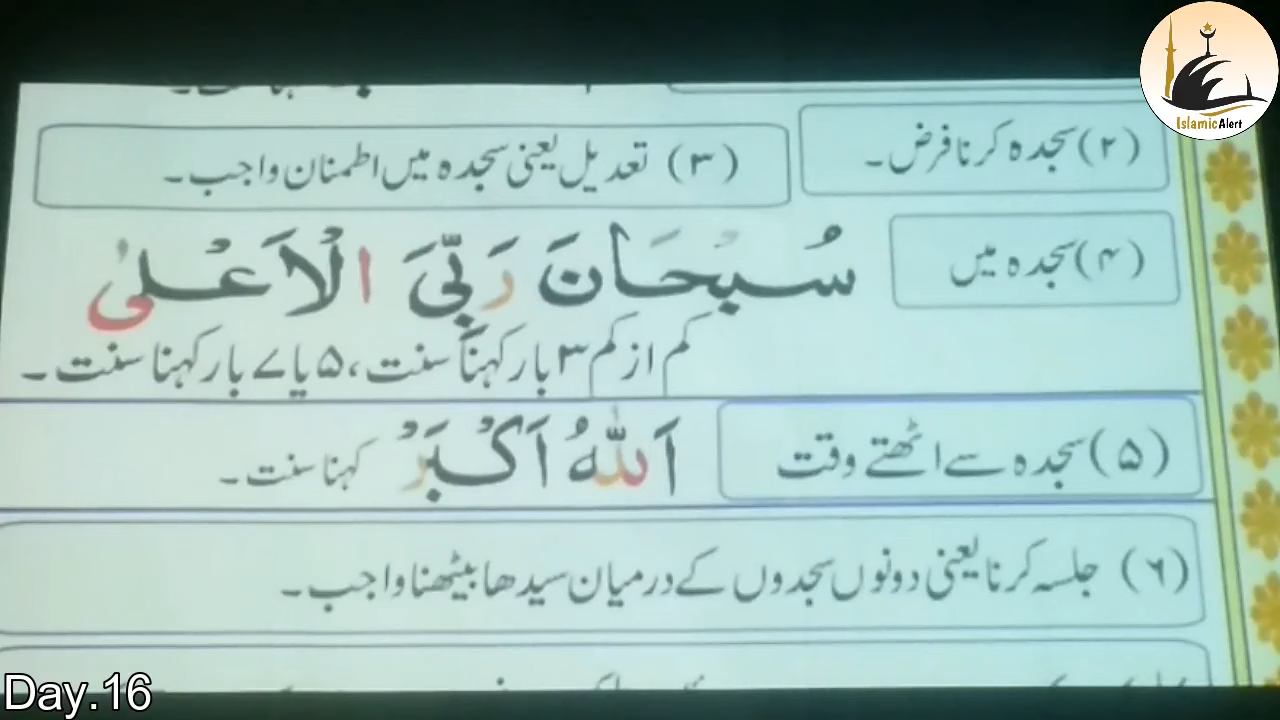 Islamic Alert
(۲) سجدہ کرنا فرض۔
(۳) تعدیل یعنی سجدہ میں اطمنان واجب۔
(۴) سجدہ میں
سُبْحَانَ رَبِّیَ الْاَعْلٰی
کم از کم ۳ بار کہنا سنت، ۵ یا ۷ بار کہنا سنت۔
(۵) سجدہ سے اٹھتے وقت اَللّٰہُ اَکْبَرْ کہنا سنت۔
(۶) جلسہ کرنا یعنی دونوں سجدوں کے درمیان سیدھا بیٹھنا واجب۔
Day.16